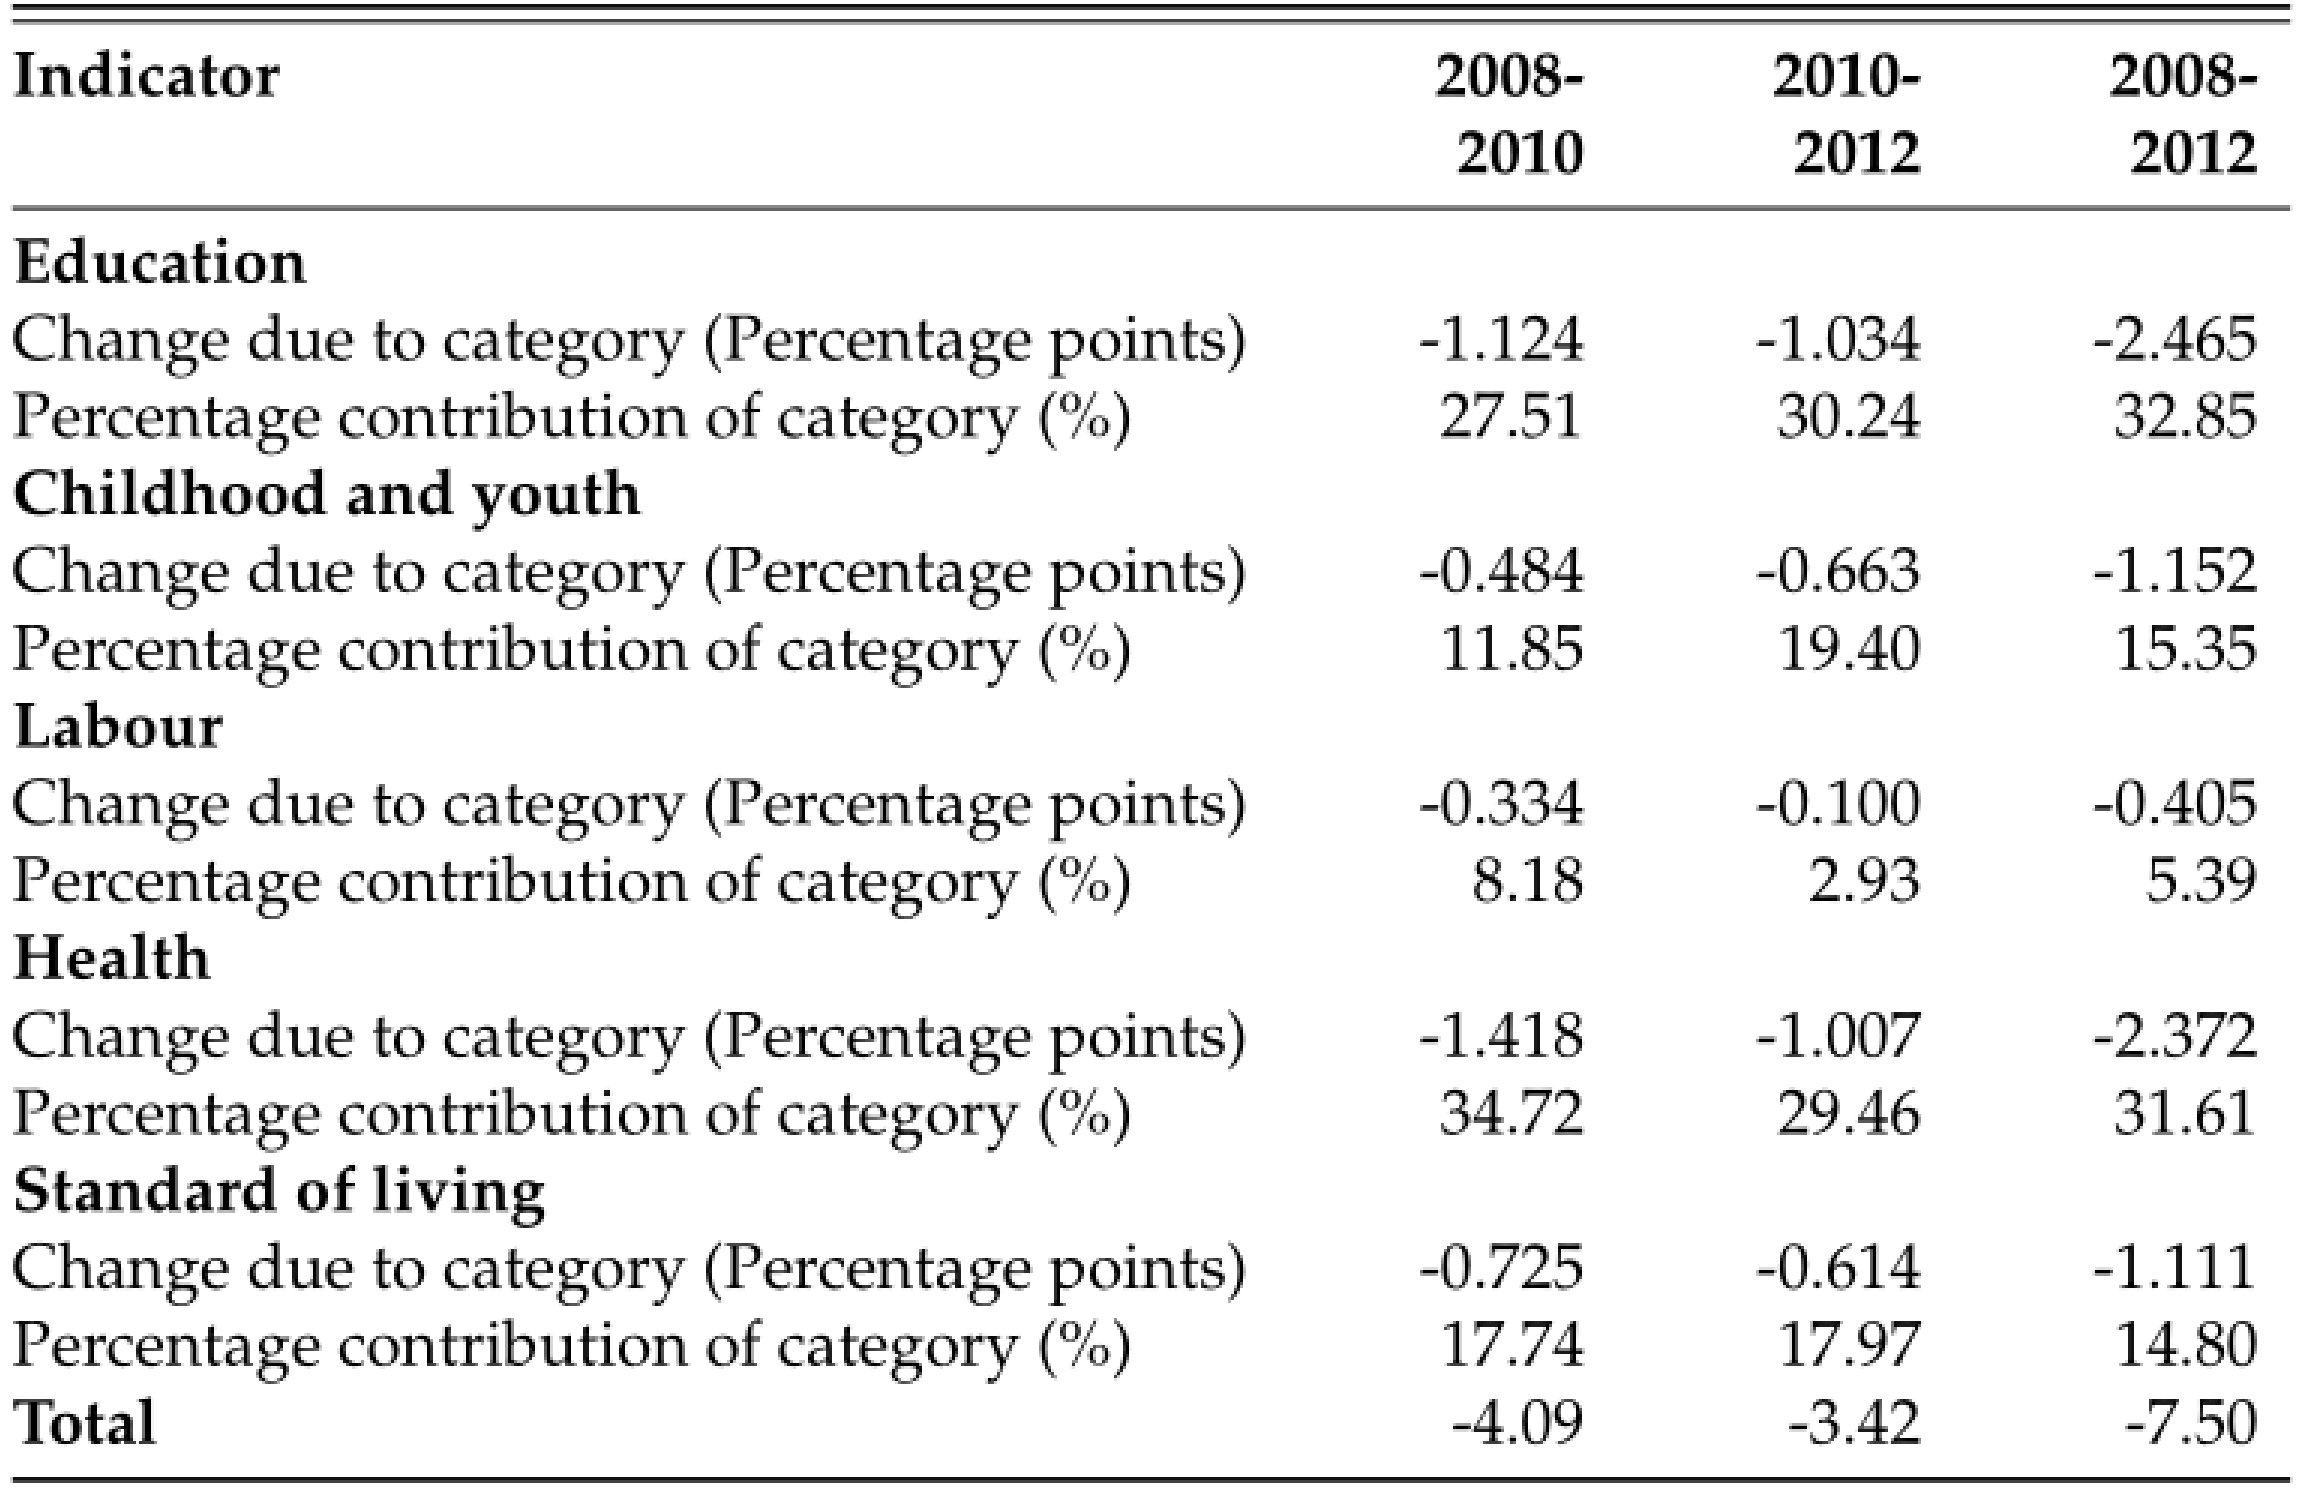 Indicator 2008- 2010- 2008-
2010 2012 2012
Education
Change due to category (Percentage points) -1.124 -1.034 -2.465
Percentage contribution of category (%) 27.51 30.24 32.85
Childhood and youth
Change due to category (Percentage points) -0.484 -0.663 -1.152
Percentage contribution of category (%) 11.85 19.40 15.35
Labour
Change due to category (Percentage points) -0.334 -0.100 -0.405
Percentage contribution of category (%) 8.18 2.93 5.39
Health
Change due to category (Percentage points) -1.418 -1.007 -2.372
Percentage contribution of category (%) 34.72 29.46 31.61
Standard of living
Change due to category (Percentage points) -0.725 -0.614 -1.111
Percentage contribution of category (%) 17.74 17.97 14.80
Total -4.09 -3.42 -7.50